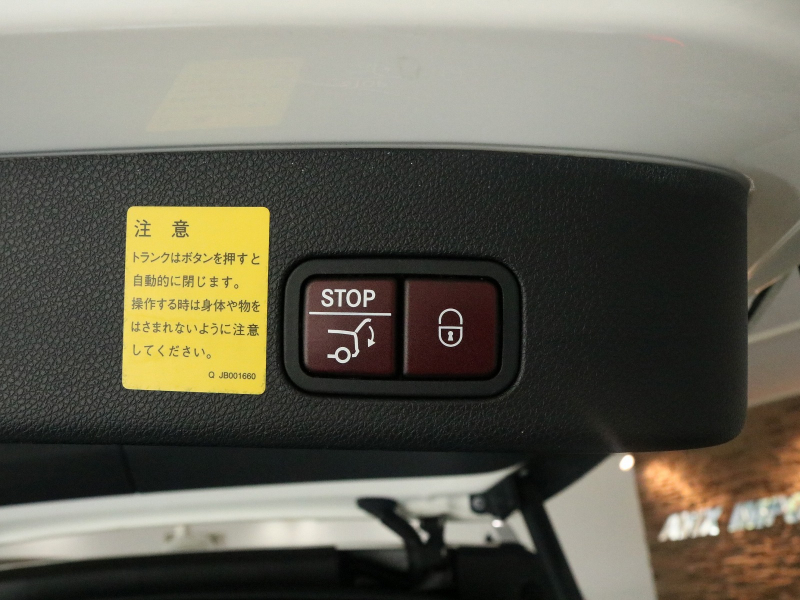 注 意
トランクはボタンを押すと
自動的に閉じます。
操作する時は身体や物を
はさまれないように注意
してください。
Q JB001660
STOP